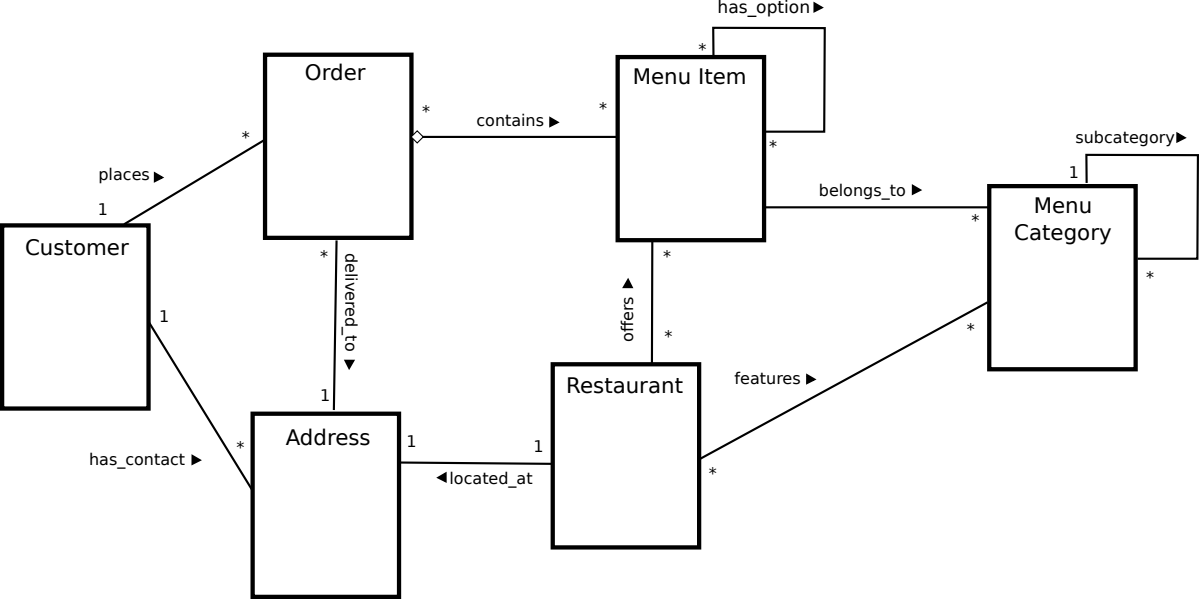 has_option ▶
*
Order
Menu Item
*
*
contains ▶
*
*
subcategory▶
places ▶
1
belongs_to ▶
1
*
Menu
Category
Customer
*
*
*
delivered_to ▶
offers ▶
1
*
*
features ▶
1
Restaurant
Address
1
1
*
has_contact ▶
*
◀located_at